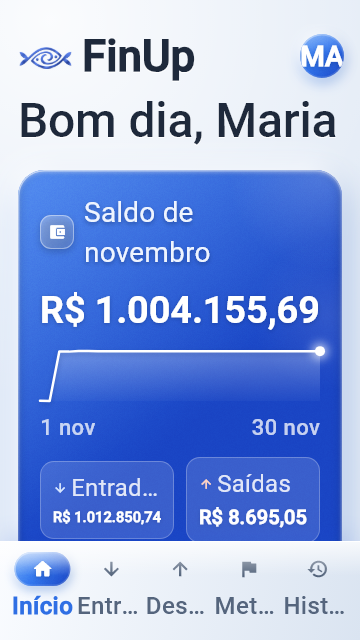 FinUp
MA
Bom dia, Maria
Saldo de
novembro
R$ 1.004.155,69
1 nov
30 nov
Entrad...
R$ 1.012.850,74
Saídas
R$ 8.695,05
Início
Entr...
Des...
Met...
Hist...